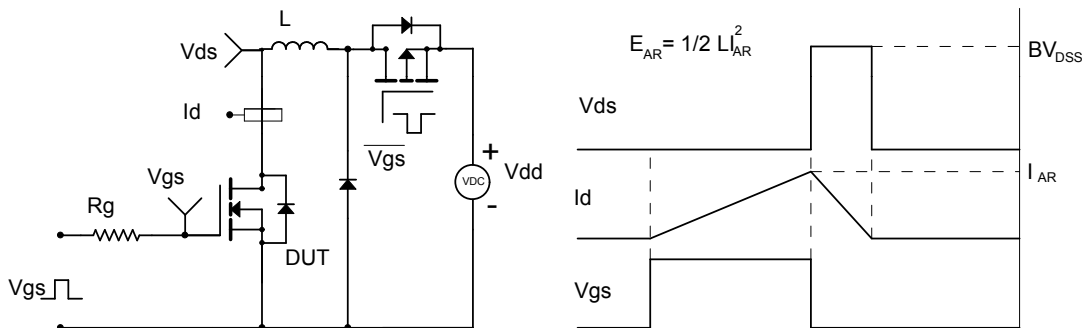 L
Vds
Id
Vgs
Vgs
Rg
DUT
Vgs
VDC
+
Vdd
-
E_AR = 1/2 LI_AR^2
Vds
BV_DSS
Id
I_AR
Vgs